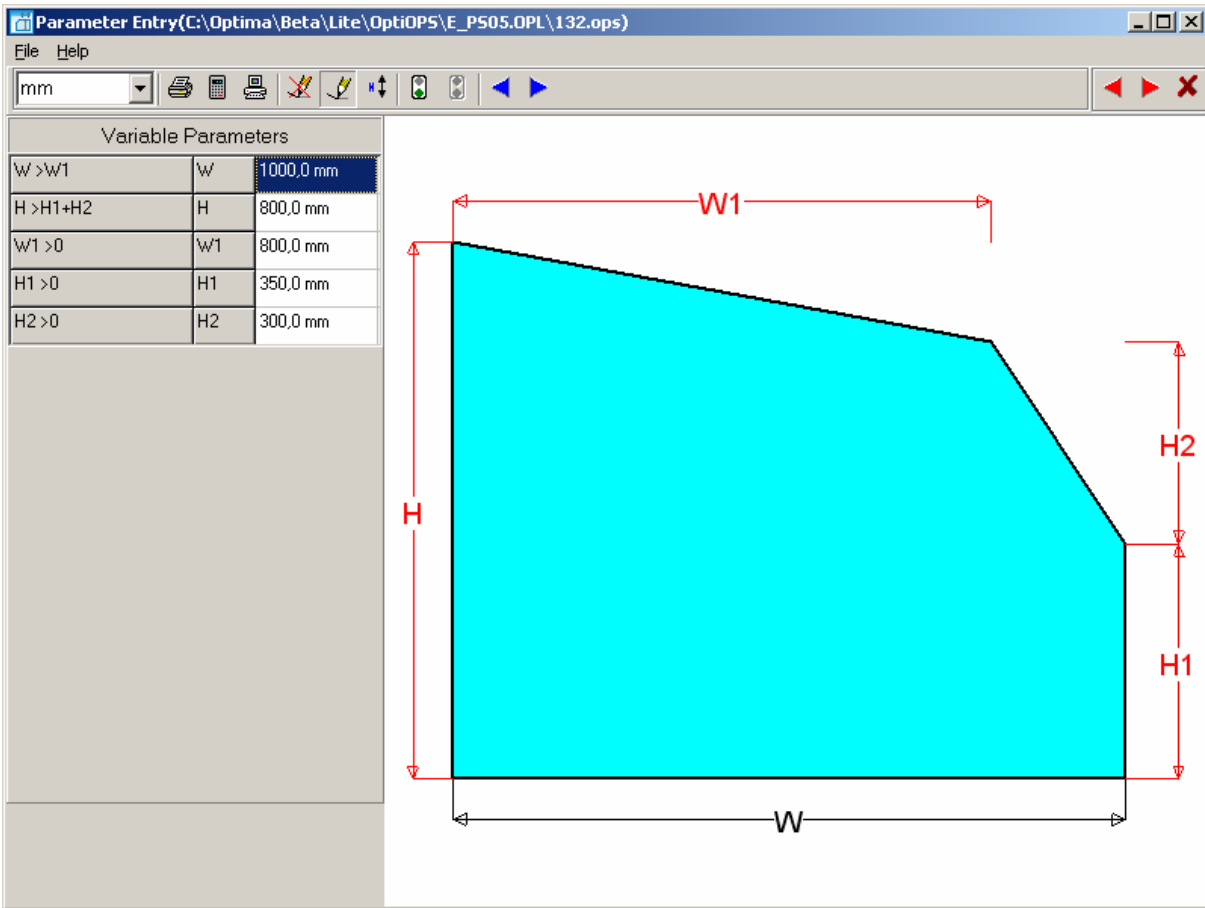 Parameter Entry(C:\Optima\Beta\Lite\OptiOPS\E_PS05.OPL\132.ops)
File Help
mm
Variable Parameters
W >W1 W 1000,0 mm
H >H1+H2 H 800,0 mm
W1 >0 W1 800,0 mm
H1 >0 H1 350,0 mm
H2 >0 H2 300,0 mm
W1
H2
H
H1
W